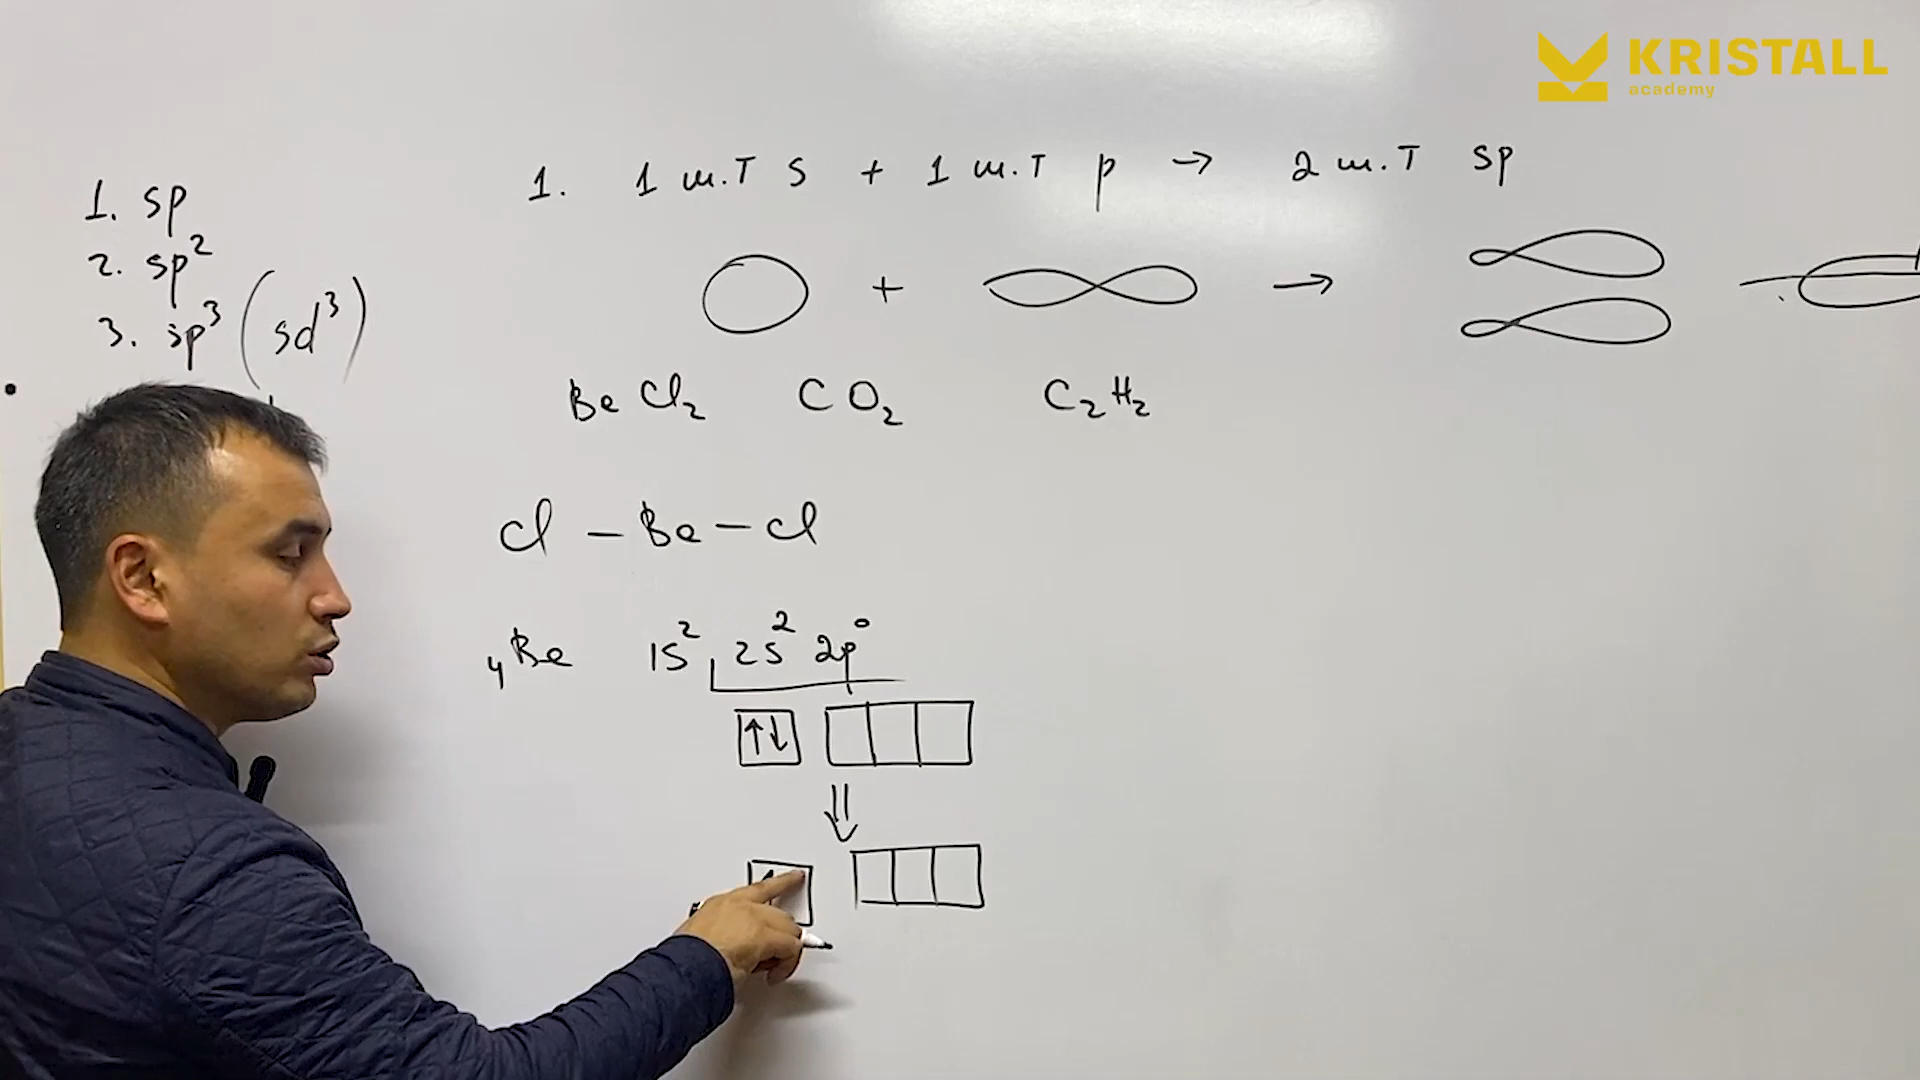 KRISTALL
academy
1. sp
2. sp²
3. sp³ (sd³)
1. 1 ш.т s + 1 ш.т p → 2 ш.т sp
+ →
BeCl₂ CO₂ C₂H₂
Cl – Be – Cl
₄Be 1s² 2s² 2p⁰
↑↓
⇓